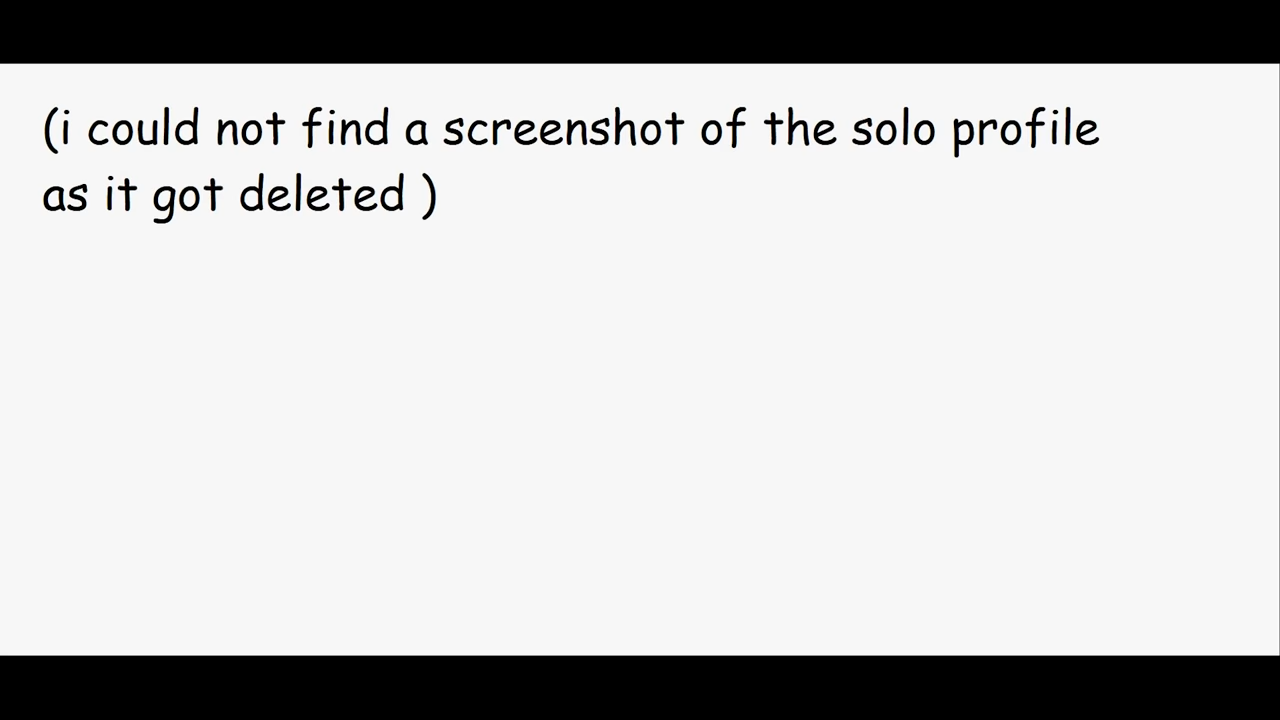 (i could not find a screenshot of the solo profile
as it got deleted )